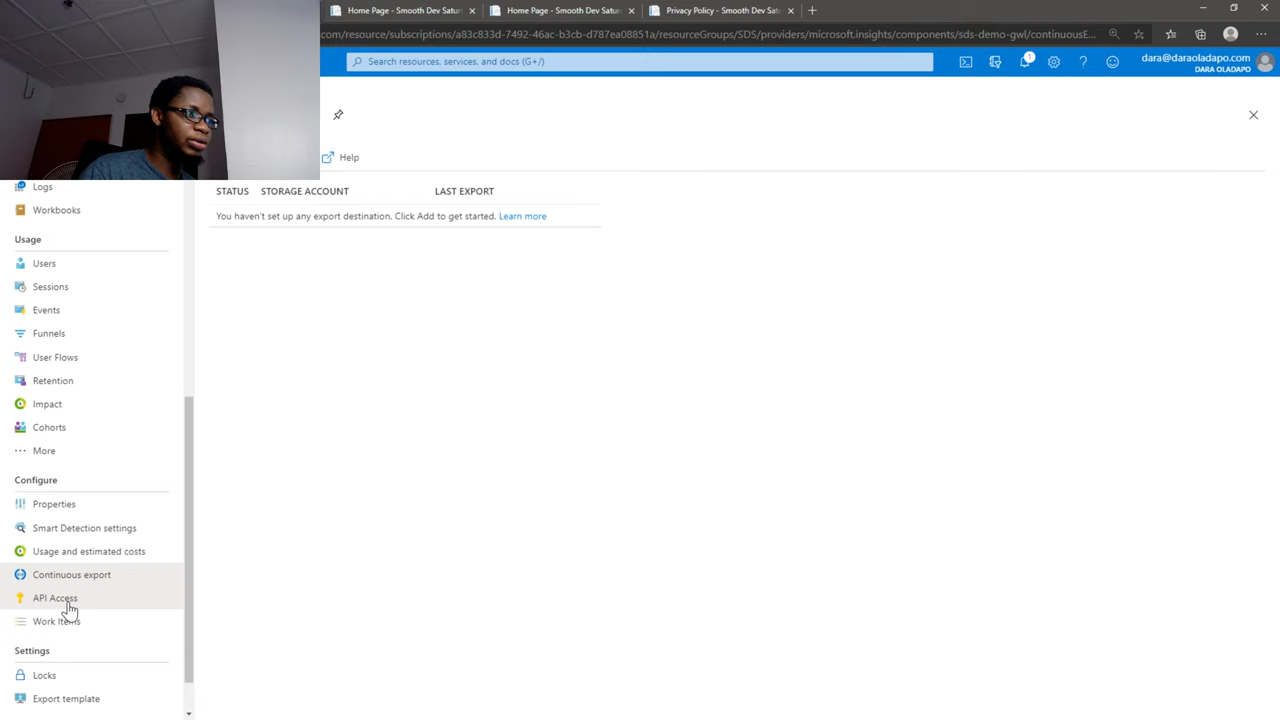 Home Page - Smooth Dev Satur
Home Page - Smooth Dev Satur
Privacy Policy - Smooth Dev Sat
.com/resource/subscriptions/a83c833d-7492-46ac-b3cb-d787ea08851a/resourceGroups/SDS/providers/microsoft.insights/components/sds-demo-gwl/continuousE...
Search resources, services, and docs (G+/)
1
dara@daraoladapo.com
DARA OLADAPO
Help
STATUS STORAGE ACCOUNT LAST EXPORT
You haven't set up any export destination. Click Add to get started. Learn more
Logs
Workbooks
Usage
Users
Sessions
Events
Funnels
User Flows
Retention
Impact
Cohorts
More
Configure
Properties
Smart Detection settings
Usage and estimated costs
Continuous export
API Access
Work Items
Settings
Locks
Export template